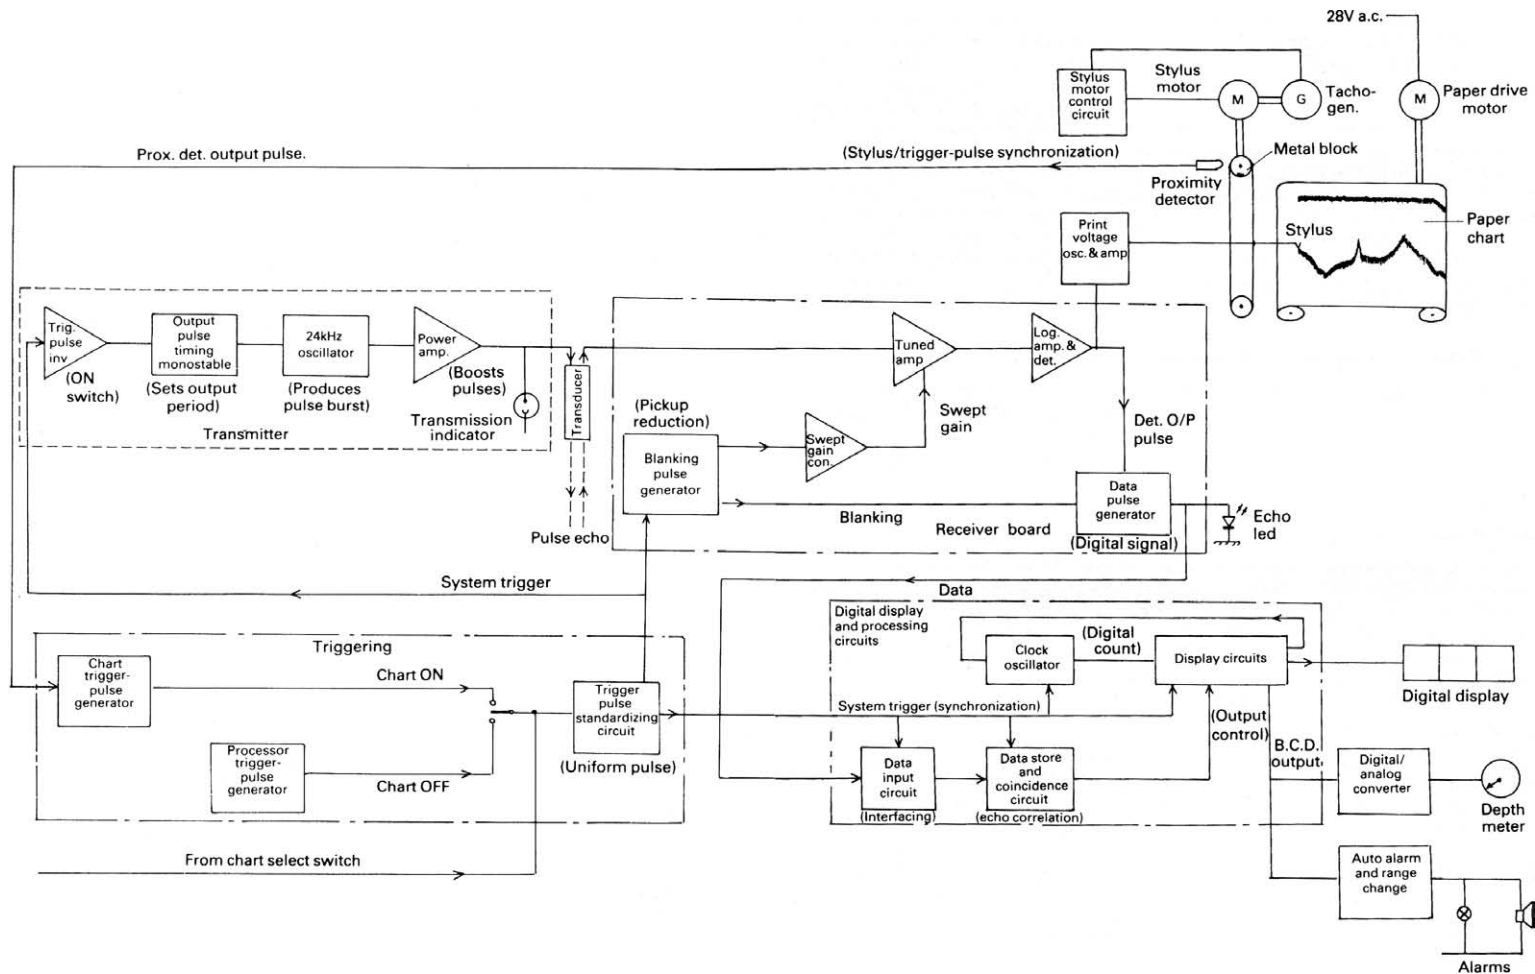 28V a.c.
Stylus
motor
control
circuit
Stylus
motor
M
G
Tacho-
gen.
M
Paper drive
motor
Prox. det. output pulse.
(Stylus/trigger-pulse synchronization)
Metal block
Proximity
detector
Print
voltage
osc. & amp
Stylus
Paper
chart
Trig.
pulse
inv
(ON
switch)
Output
pulse
timing
monostable
(Sets output
period)
24kHz
oscillator
(Produces
pulse burst)
Power
amp.
(Boosts
pulses)
Transmission
indicator
Transmitter
Transducer
Pulse echo
Tuned
amp
Log.
amp. &
det.
(Pickup
reduction)
Blanking
pulse
generator
Swept
gain
con.
Swept
gain
Det. O/P
pulse
Data
pulse
generator
(Digital signal)
Blanking
Receiver board
Echo
led
System trigger
Data
Triggering
Chart
trigger-
pulse
generator
Chart ON
Processor
trigger-
pulse
generator
Chart OFF
Trigger
pulse
standardizing
circuit
(Uniform pulse)
From chart select switch
Digital display
and processing
circuits
Clock
oscillator
(Digital
count)
Display circuits
Digital display
System trigger (synchronization)
(Output
control)
Data
input
circuit
(Interfacing)
Data store
and
coincidence
circuit
(echo correlation)
B.C.D.
output
Digital/
analog
converter
Depth
meter
Auto alarm
and range
change
Alarms